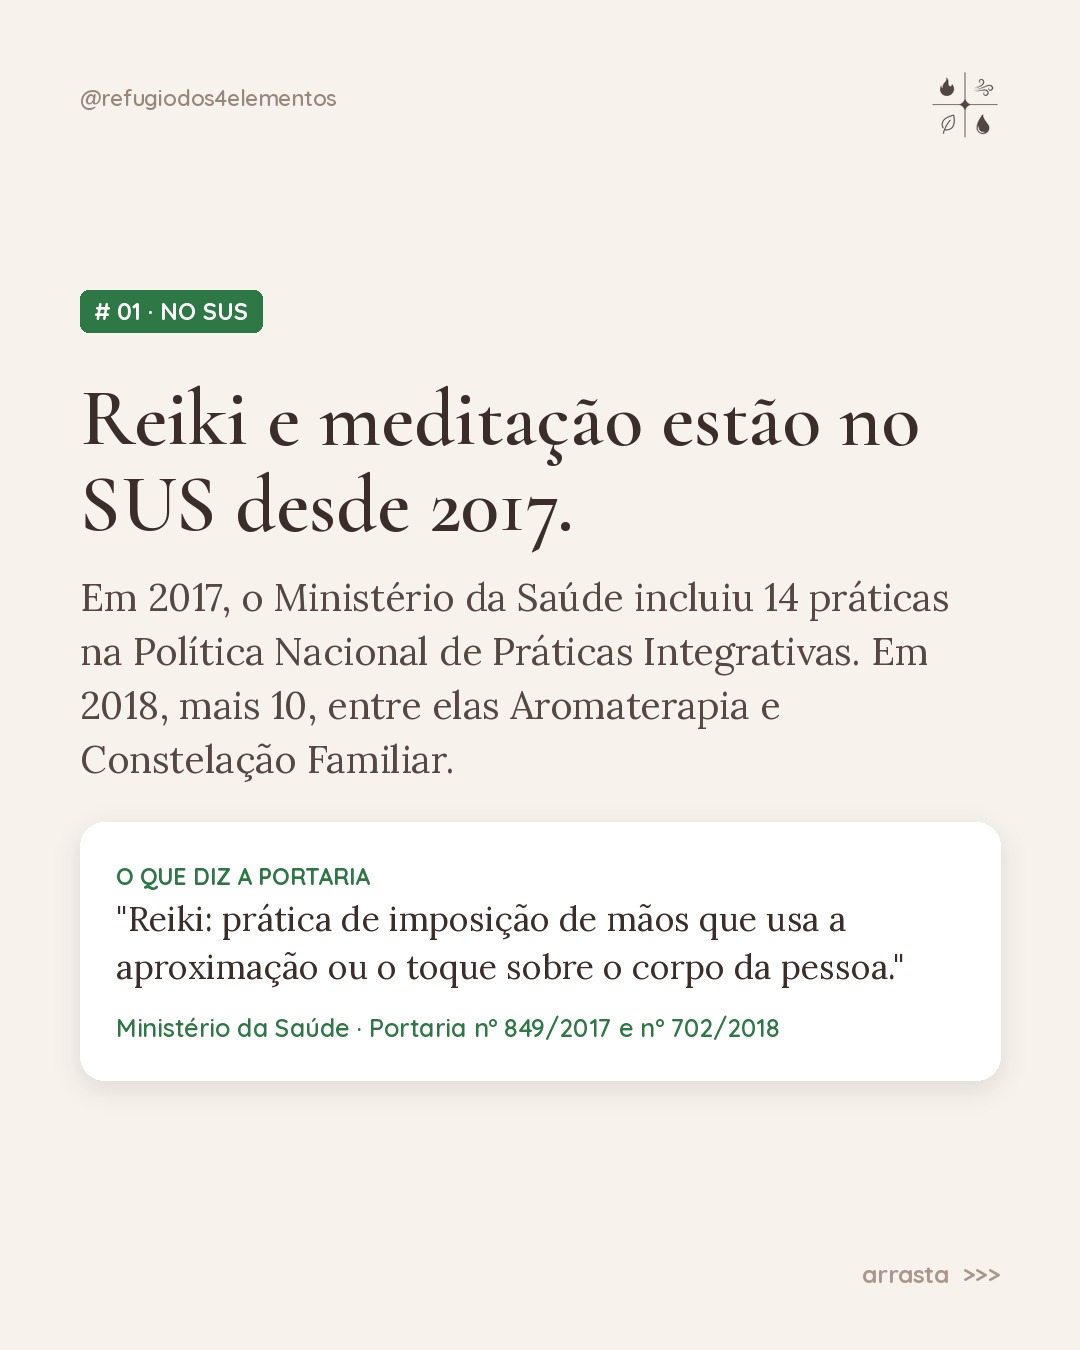 @refugiodos4elementos
# 01 · NO SUS
Reiki e meditação estão no
SUS desde 2017.
Em 2017, o Ministério da Saúde incluiu 14 práticas
na Política Nacional de Práticas Integrativas. Em
2018, mais 10, entre elas Aromaterapia e
Constelação Familiar.
O QUE DIZ A PORTARIA
"Reiki: prática de imposição de mãos que usa a
aproximação ou o toque sobre o corpo da pessoa."
Ministério da Saúde · Portaria nº 849/2017 e nº 702/2018
arrasta >>>